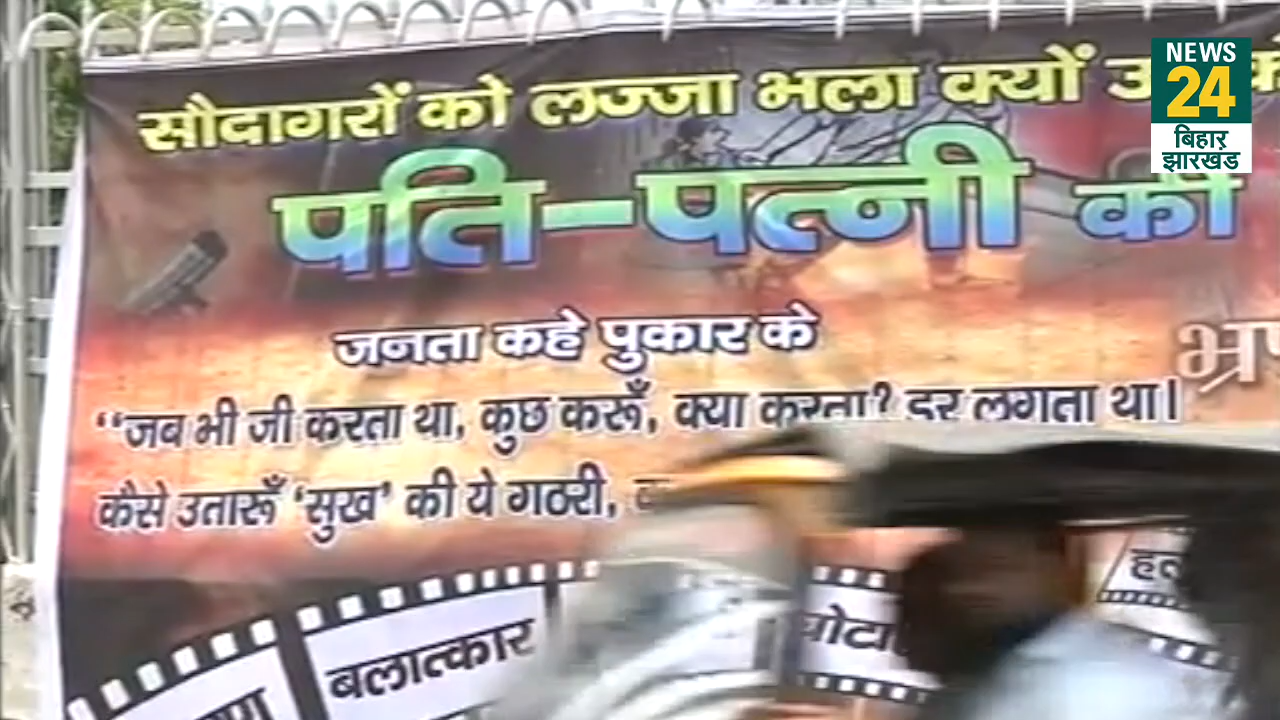 सौदागरों को लज्जा भला क्यों
पति-पत्नी की
जनता कहे पुकार के
भ्र
“जब भी जी करता था, कुछ करूँ, क्या करता? डर लगता था।
कैसे उतारूँ ‘सुख’ की ये गठरी,
बलात्कार
NEWS
24
बिहार
झारखंड